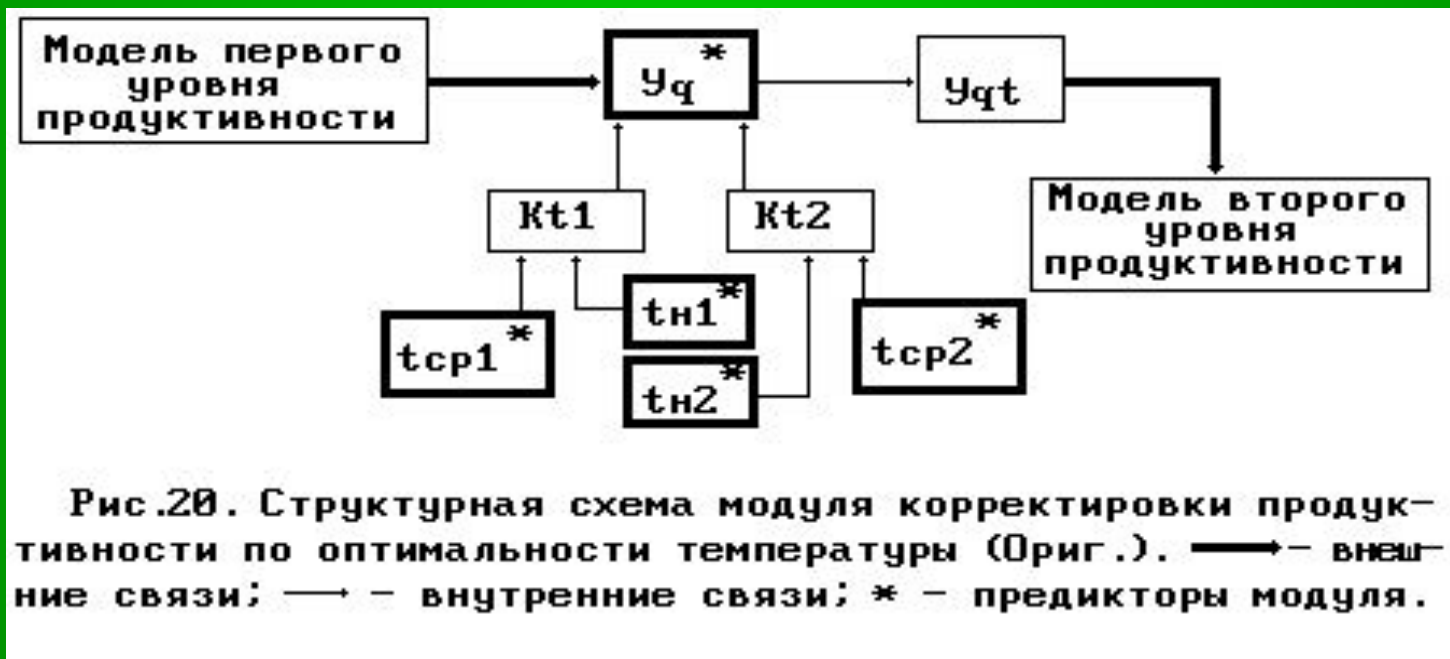 Модель первого
уровня
продуктивности
Уq*
Уqt
Kt1
Kt2
Модель второго
уровня
продуктивности
tн1*
tср1*
tср2*
tн2*
Рис.20. Структурная схема модуля корректировки продук-
тивности по оптимальности температуры (Ориг.). ⟶ - внеш-
ние связи; ⟶ - внутренние связи; * - предикторы модуля.